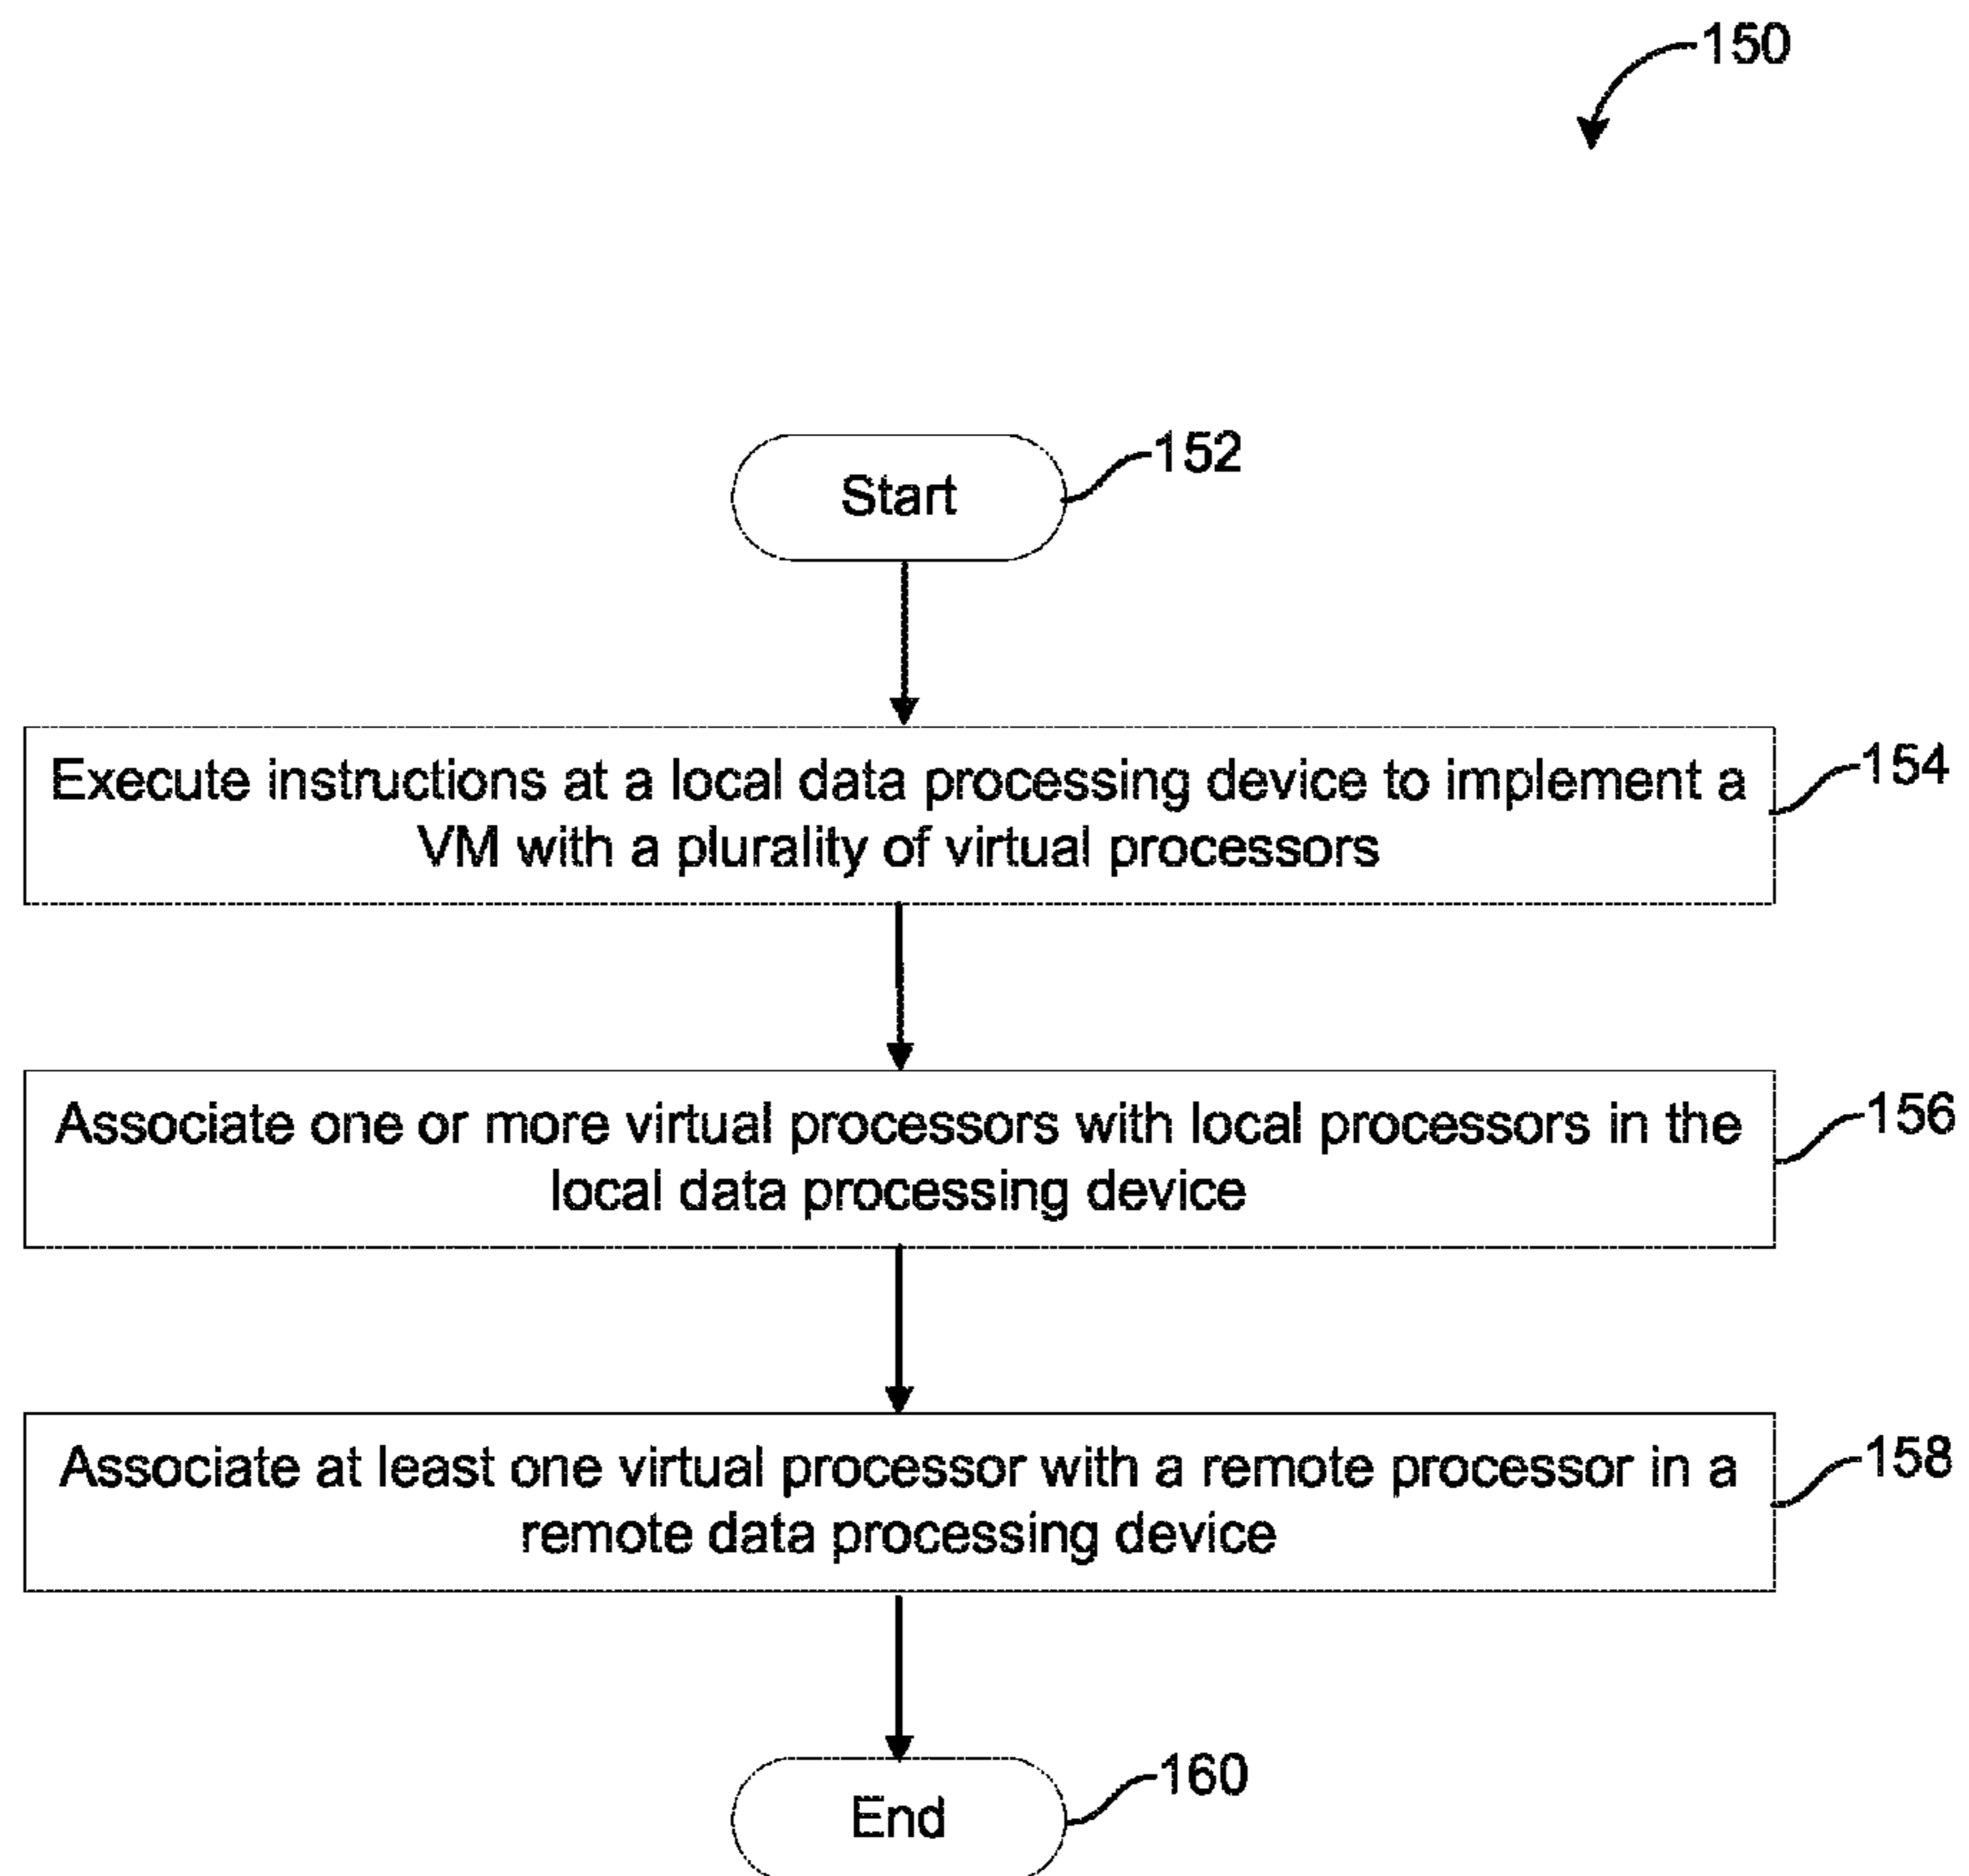 150
Start
152
Execute instructions at a local data processing device to implement a
VM with a plurality of virtual processors
154
Associate one or more virtual processors with local processors in the
local data processing device
156
Associate at least one virtual processor with a remote processor in a
remote data processing device
158
End
160